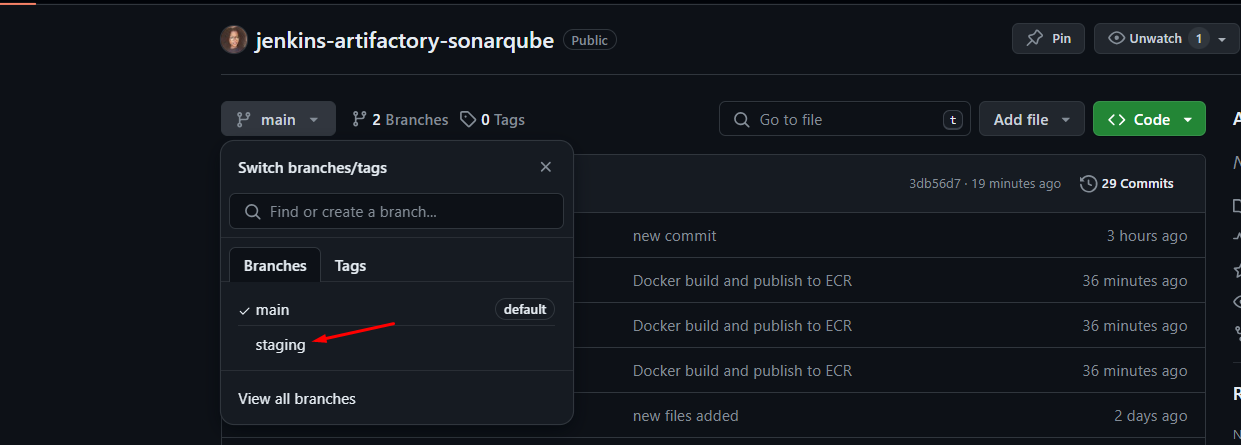 jenkins-artifactory-sonarqube Public Pin Unwatch 1
main 2 Branches 0 Tags Go to file t Add file Code
Switch branches/tags
3db56d7 · 19 minutes ago 29 Commits
Find or create a branch...
new commit 3 hours ago
Branches Tags
Docker build and publish to ECR 36 minutes ago
main default
Docker build and publish to ECR 36 minutes ago
staging
Docker build and publish to ECR 36 minutes ago
View all branches
new files added 2 days ago